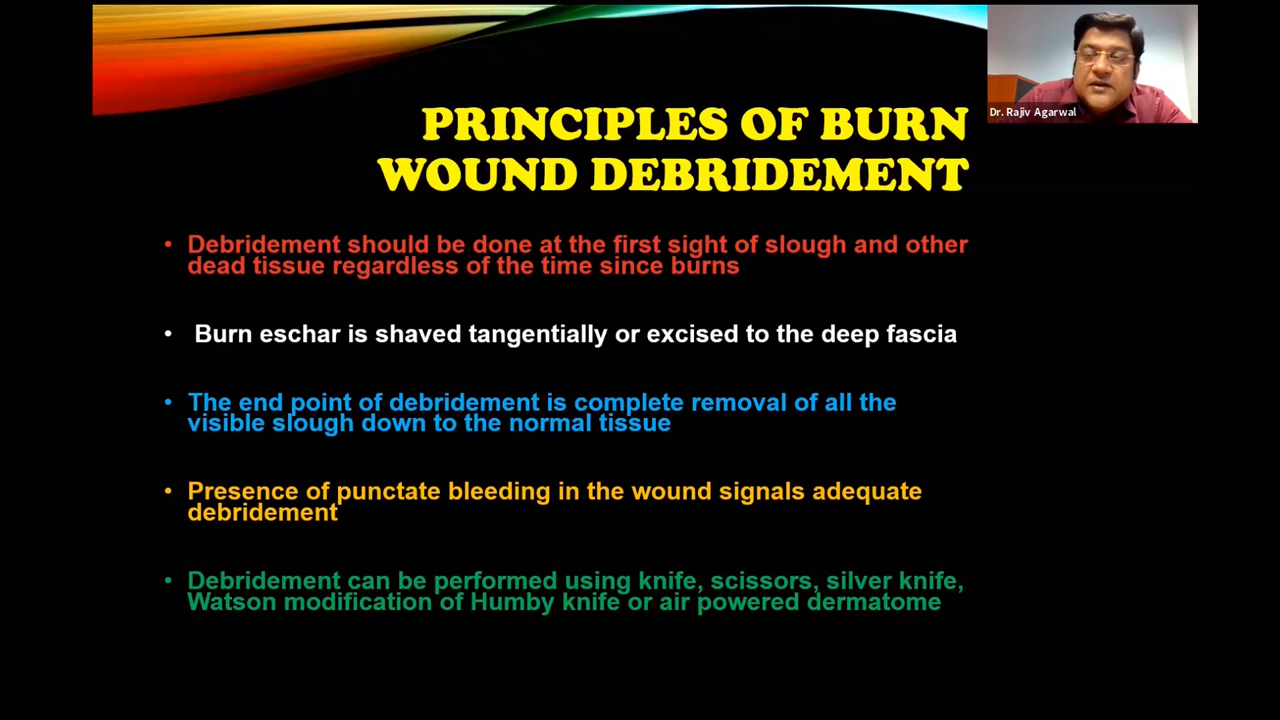 PRINCIPLES OF BURN
WOUND DEBRIDEMENT
Dr. Rajiv Agarwal
• Debridement should be done at the first sight of slough and other
dead tissue regardless of the time since burns
• Burn eschar is shaved tangentially or excised to the deep fascia
• The end point of debridement is complete removal of all the
visible slough down to the normal tissue
• Presence of punctate bleeding in the wound signals adequate
debridement
• Debridement can be performed using knife, scissors, silver knife,
Watson modification of Humby knife or air powered dermatome